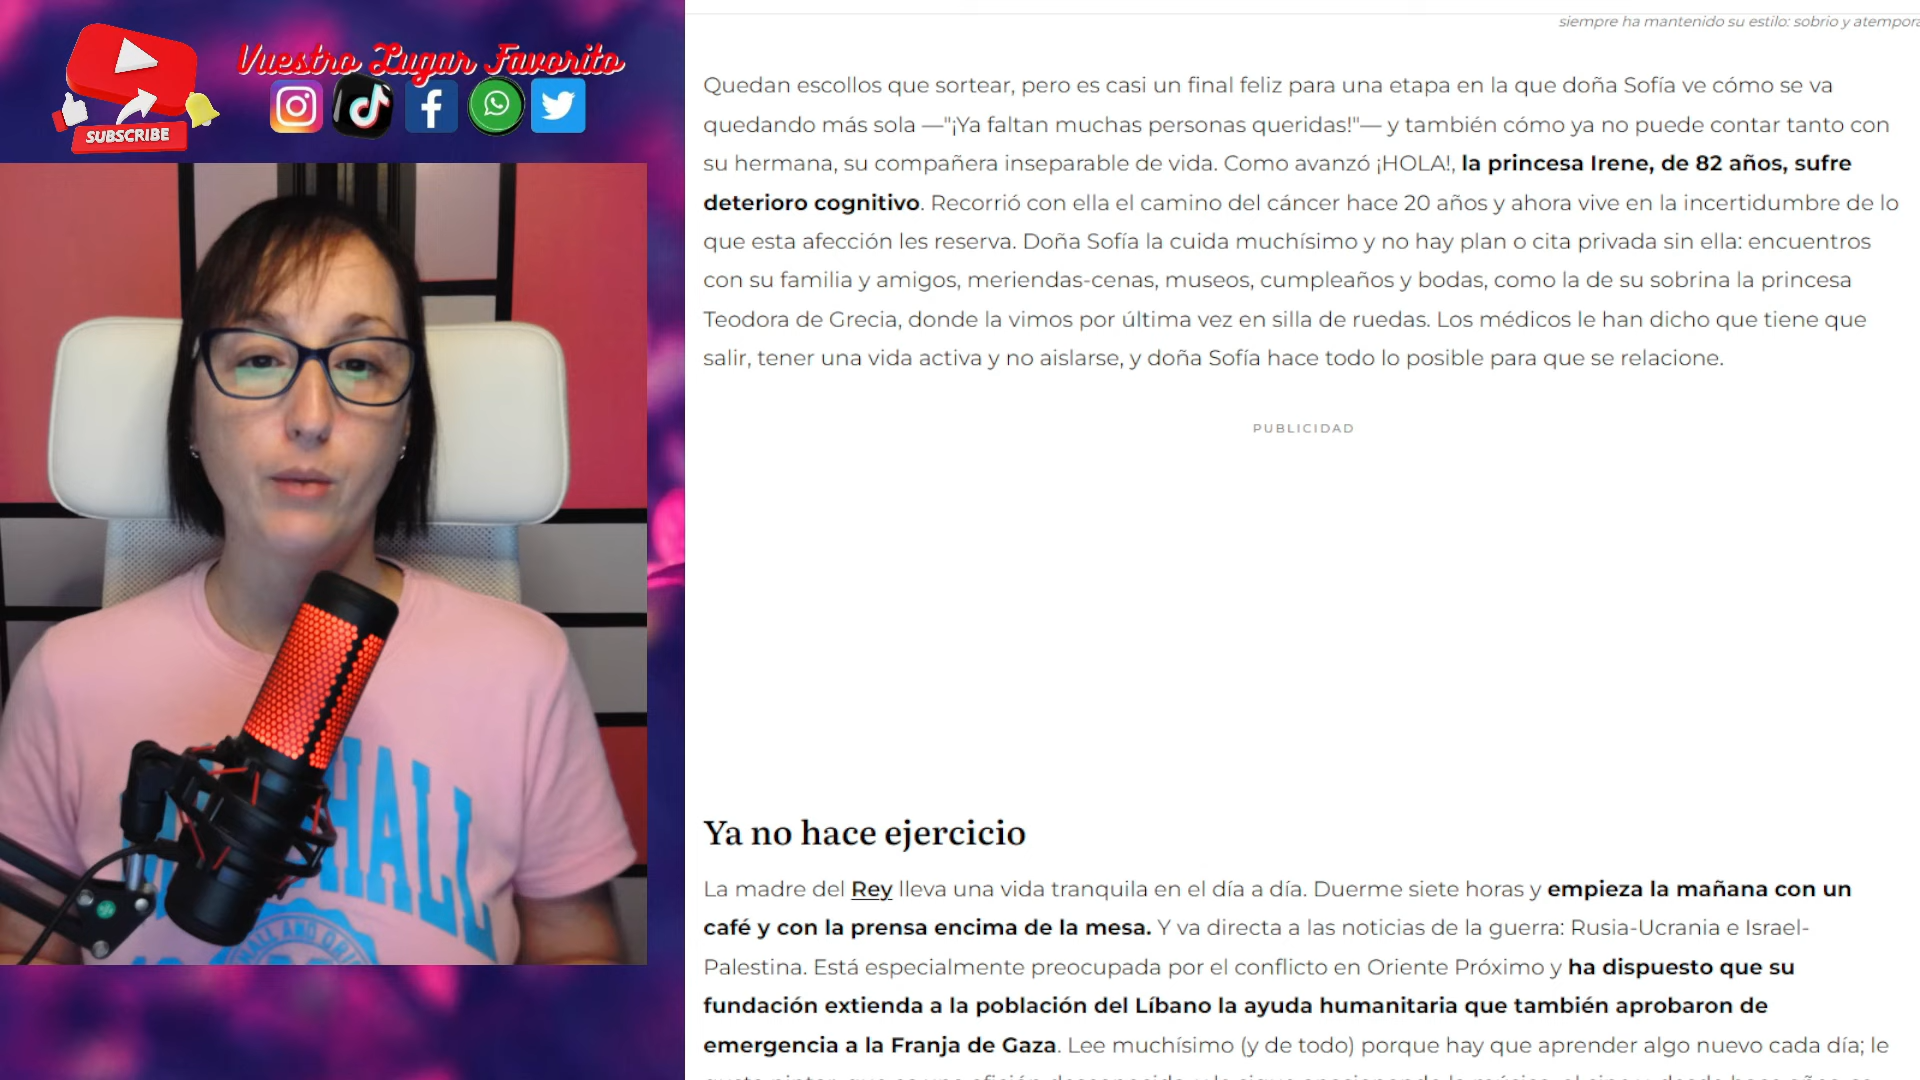 Vuestro Lugar Favorito
SUBSCRIBE
HALL
ALL AND
siempre ha mantenido su estilo: sobrio y atempora
Quedan escollos que sortear, pero es casi un final feliz para una etapa en la que doña Sofía ve cómo se va
quedando más sola —"¡Ya faltan muchas personas queridas!"— y también cómo ya no puede contar tanto con
su hermana, su compañera inseparable de vida. Como avanzó ¡HOLA!, la princesa Irene, de 82 años, sufre
deterioro cognitivo. Recorrió con ella el camino del cáncer hace 20 años y ahora vive en la incertidumbre de lo
que esta afección les reserva. Doña Sofía la cuida muchísimo y no hay plan o cita privada sin ella: encuentros
con su familia y amigos, meriendas-cenas, museos, cumpleaños y bodas, como la de su sobrina la princesa
Teodora de Grecia, donde la vimos por última vez en silla de ruedas. Los médicos le han dicho que tiene que
salir, tener una vida activa y no aislarse, y doña Sofía hace todo lo posible para que se relacione.
PUBLICIDAD
Ya no hace ejercicio
La madre del Rey lleva una vida tranquila en el día a día. Duerme siete horas y empieza la mañana con un
café y con la prensa encima de la mesa. Y va directa a las noticias de la guerra: Rusia-Ucrania e Israel-
Palestina. Está especialmente preocupada por el conflicto en Oriente Próximo y ha dispuesto que su
fundación extienda a la población del Líbano la ayuda humanitaria que también aprobaron de
emergencia a la Franja de Gaza. Lee muchísimo (y de todo) porque hay que aprender algo nuevo cada día; le